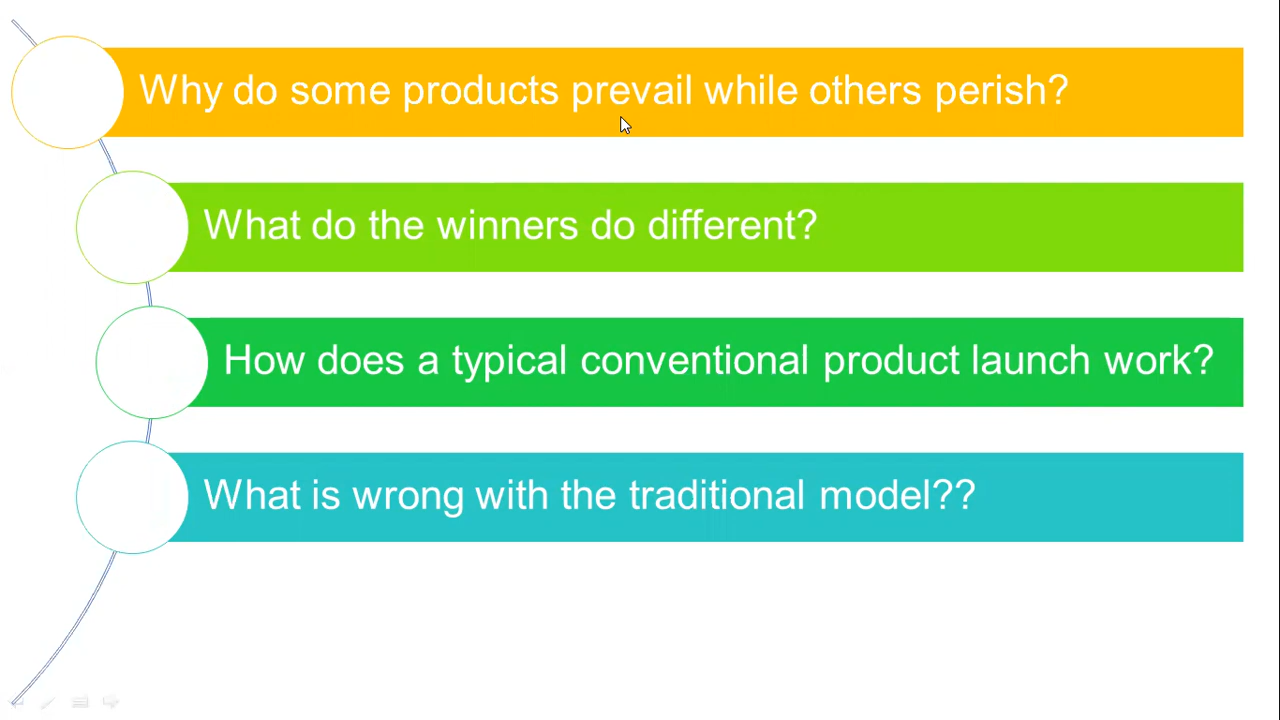 Why do some products prevail while others perish?
What do the winners do different?
How does a typical conventional product launch work?
What is wrong with the traditional model??